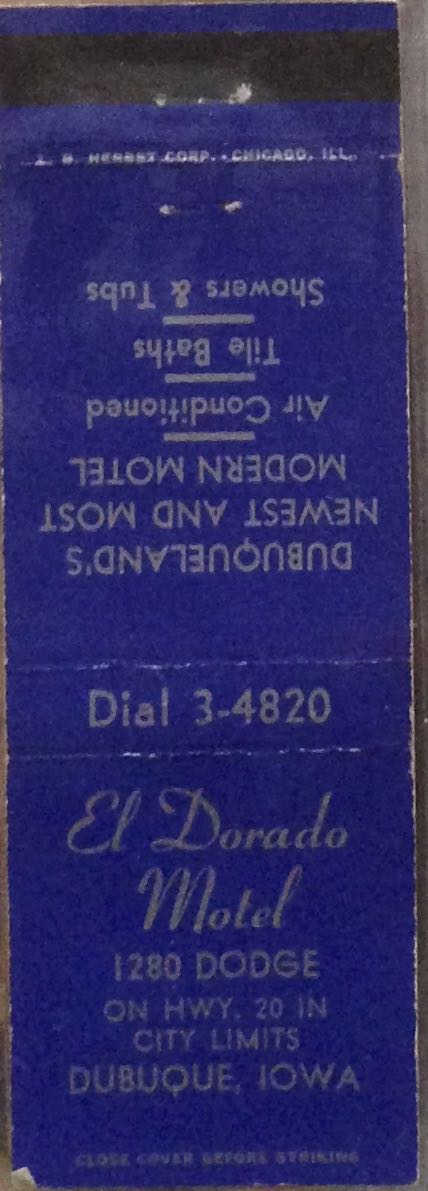 Dial 3-4820
El Dorado
Motel
1280 DODGE
ON HWY. 20 IN
CITY LIMITS
DUBUQUE, IOWA
CLOSE COVER BEFORE STRIKING
DUBUQUELAND'S
NEWEST AND MOST
MODERN MOTEL
Air Conditioned
Tile Baths
Showers & Tubs
CORP. - CHICAGO, ILL.